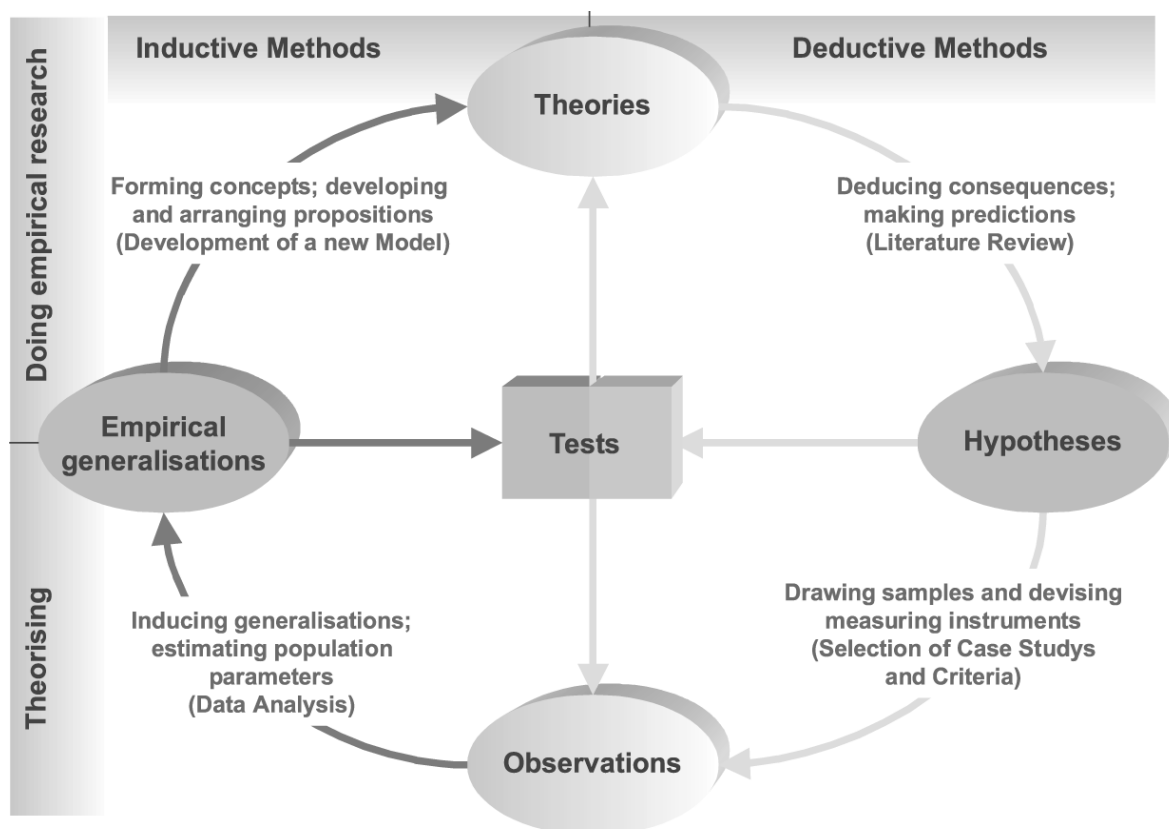 Inductive Methods
Deductive Methods
Theories
Doing empirical research
Forming concepts; developing
and arranging propositions
(Development of a new Model)
Deducing consequences;
making predictions
(Literature Review)
Empirical
generalisations
Tests
Hypotheses
Theorising
Inducing generalisations;
estimating population
parameters
(Data Analysis)
Drawing samples and devising
measuring instruments
(Selection of Case Studys
and Criteria)
Observations